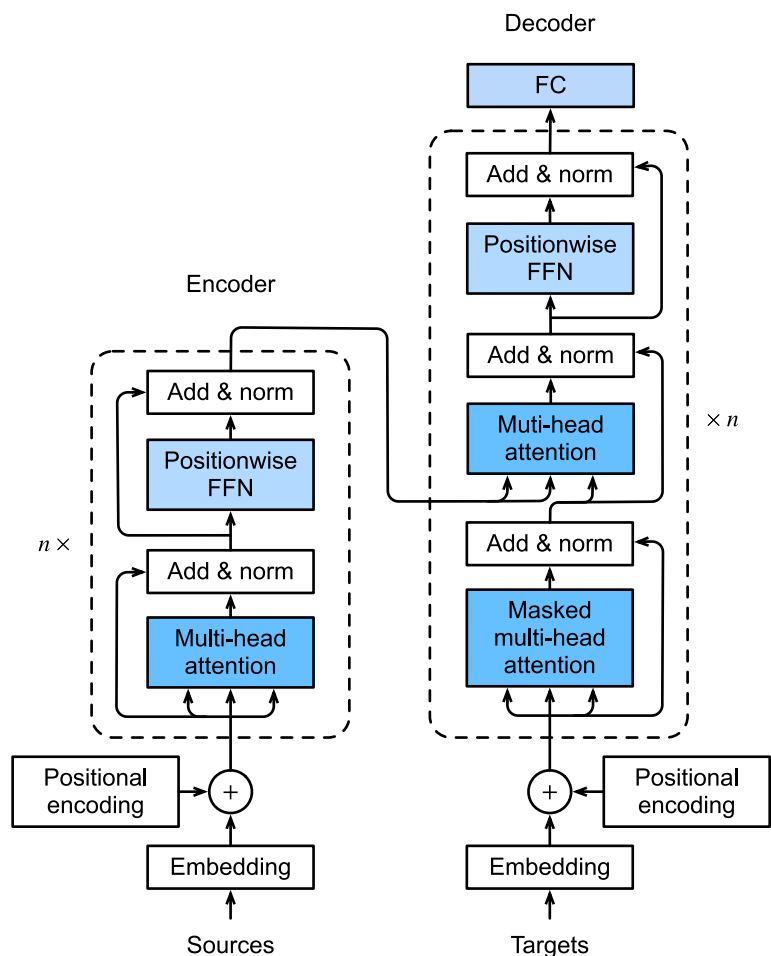 Decoder
FC
Add & norm
Positionwise
FFN
Add & norm
Muti-head
attention
× n
Add & norm
Masked
multi-head
attention
Positional
encoding
+
Embedding
Targets
Encoder
Add & norm
Positionwise
FFN
n ×
Add & norm
Multi-head
attention
Positional
encoding
+
Embedding
Sources